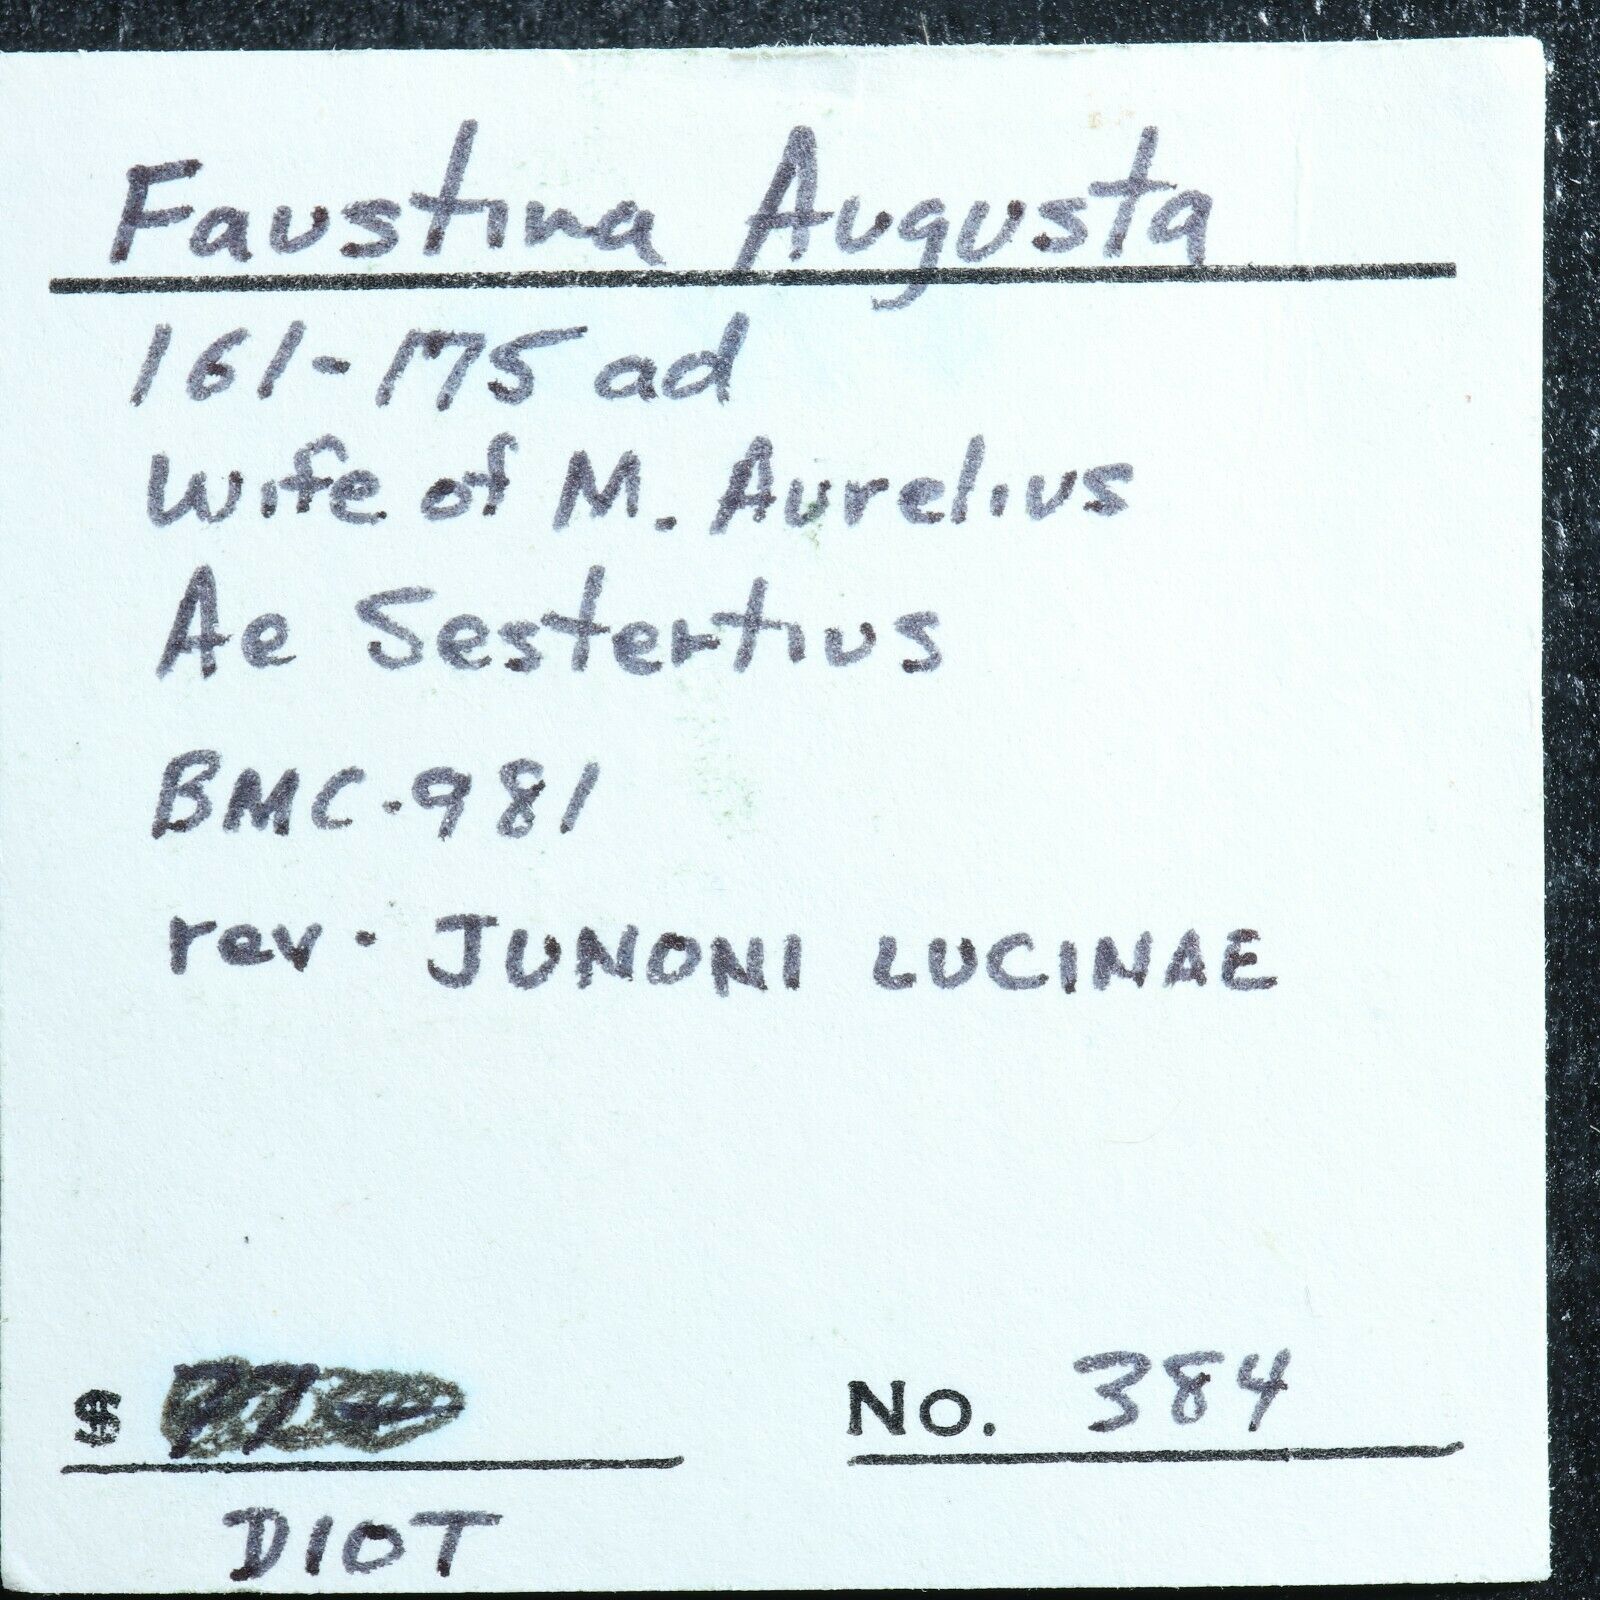 Faustina Augusta
161-175 ad
Wife of M. Aurelius
Ae Sestertius
BMC-981
rev. JUNONI LUCINAE
$
No. 384
DIOT